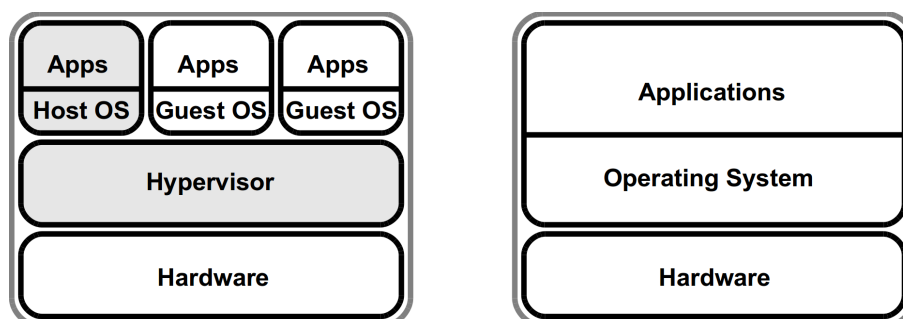 Apps
Apps
Apps
Host OS
Guest OS
Guest OS
Hypervisor
Hardware
Applications
Operating System
Hardware